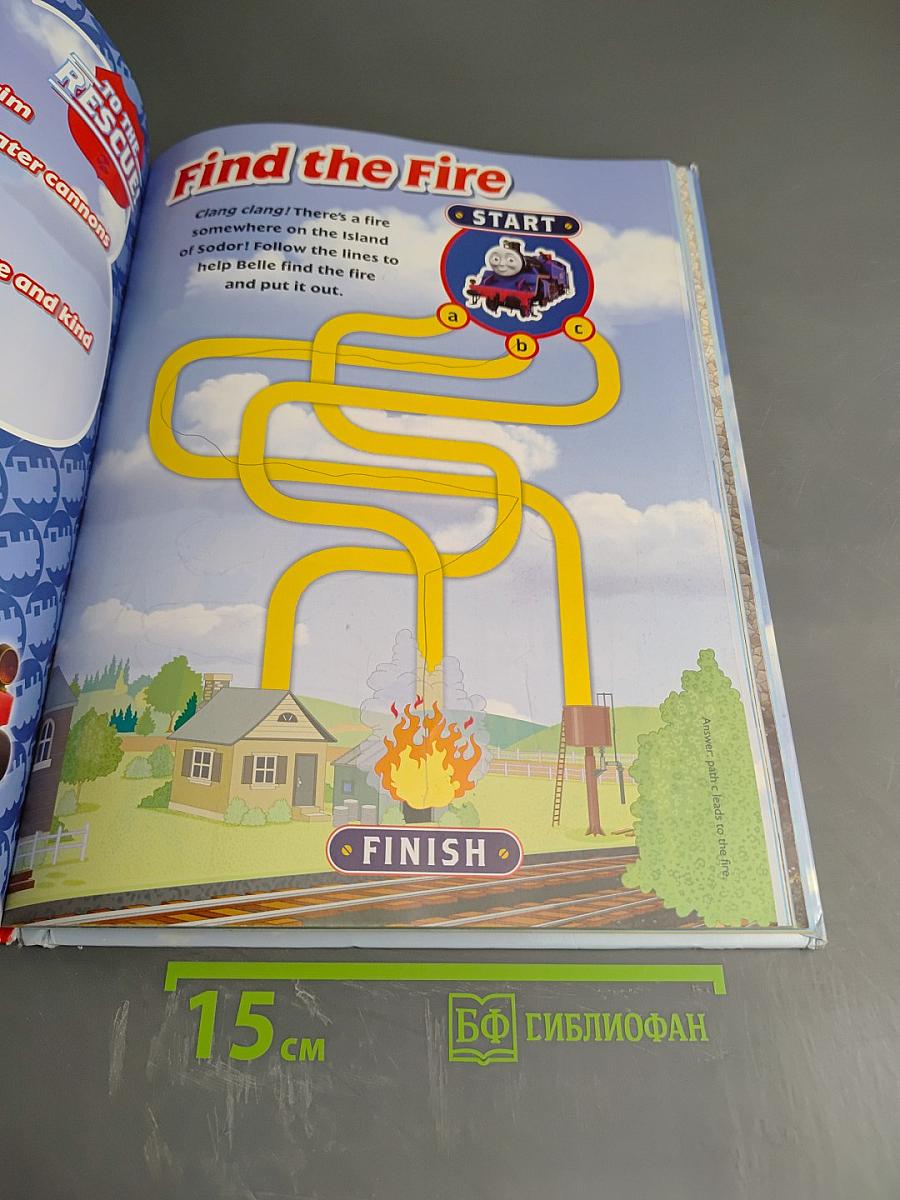 TO THE
RESCUE!
water cannons
and kind
Find the Fire
Clang clang! There's a fire
somewhere on the Island
of Sodor! Follow the lines to
help Belle find the fire
and put it out.
START
a
b
c
FINISH
Answer: path c leads to the fire.
15 см
БФ БИБЛИОФАН